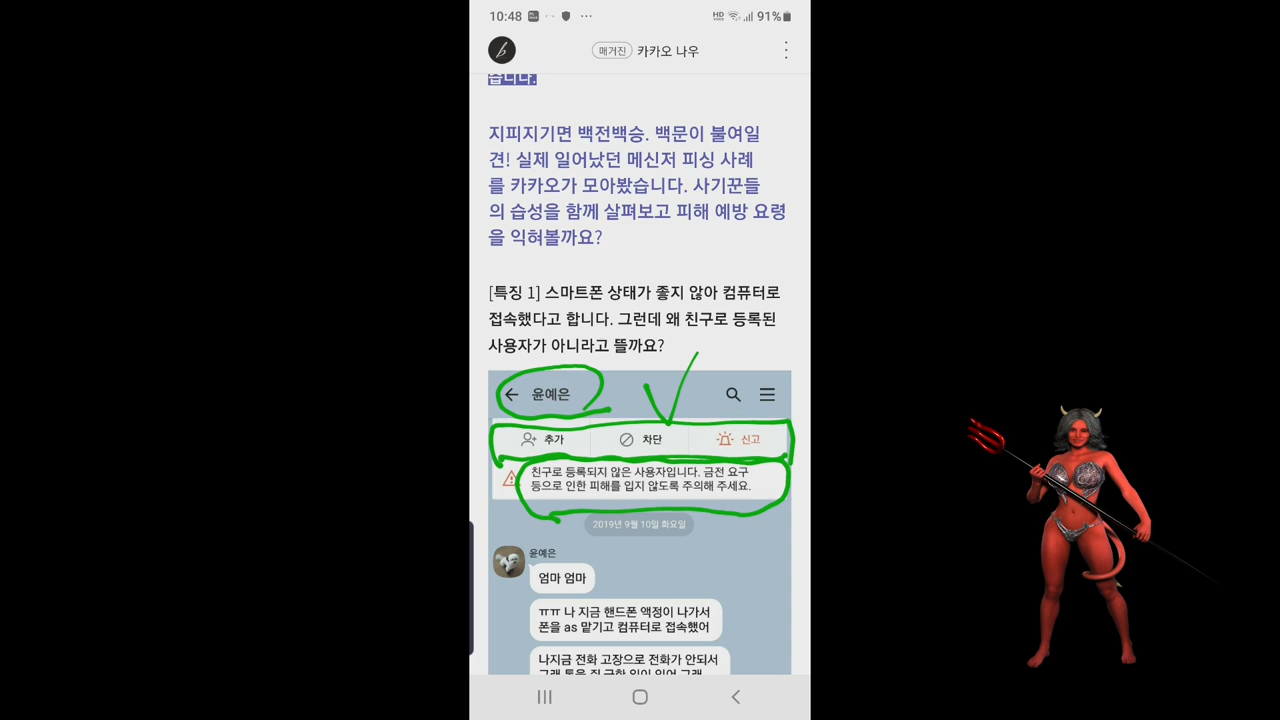 10:48
HD
91%
매거진 카카오 나우
습니다.
지피지기면 백전백승. 백문이 불여일
견! 실제 일어났던 메신저 피싱 사례
를 카카오가 모아봤습니다. 사기꾼들
의 습성을 함께 살펴보고 피해 예방 요령
을 익혀볼까요?
[특징 1] 스마트폰 상태가 좋지 않아 컴퓨터로
접속했다고 합니다. 그런데 왜 친구로 등록된
사용자가 아니라고 뜰까요?
윤예은
추가 차단 신고
친구로 등록되지 않은 사용자입니다. 금전 요구
등으로 인한 피해를 입지 않도록 주의해 주세요.
2019년 9월 10일 화요일
윤예은
엄마 엄마
ㅠㅠ 나 지금 핸드폰 액정이 나가서
폰을 as 맡기고 컴퓨터로 접속했어
나지금 전화 고장으로 전화가 안되서